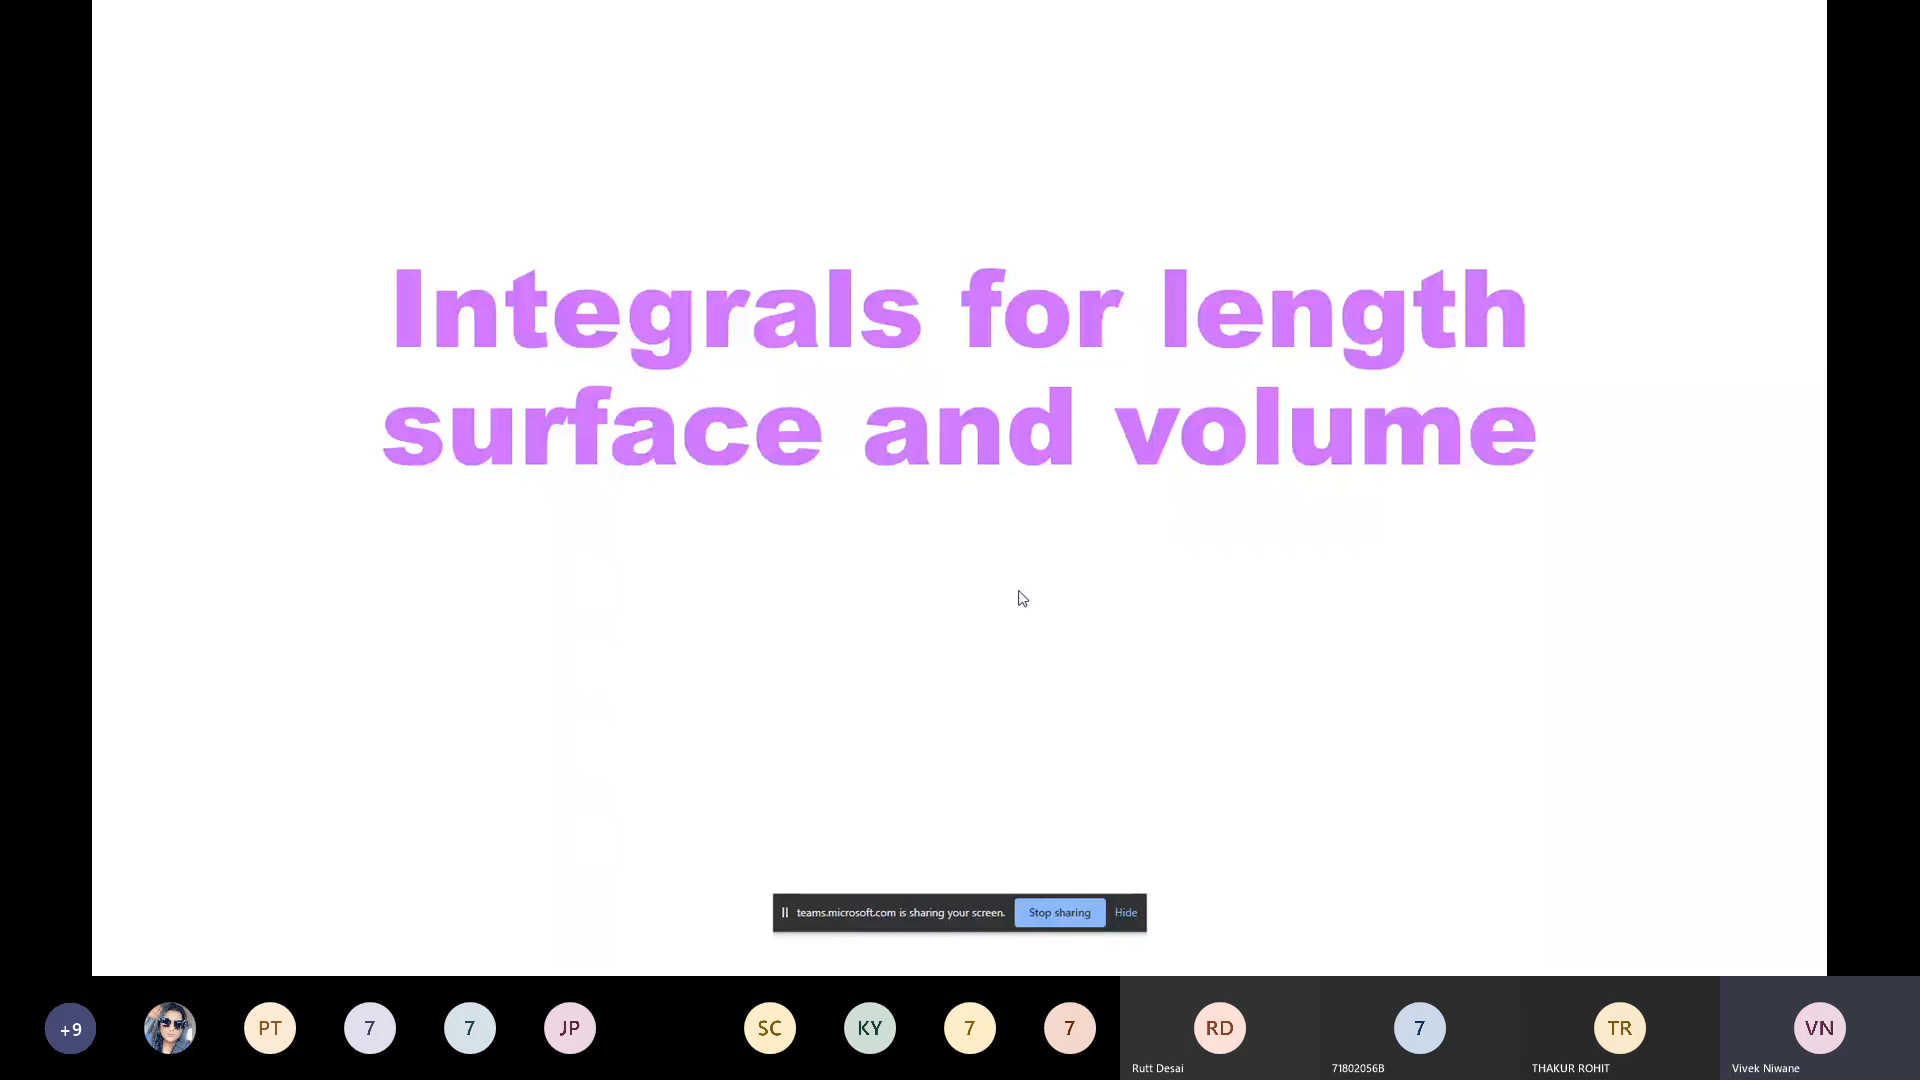 Integrals for length
surface and volume
teams.microsoft.com is sharing your screen. Stop sharing Hide
+9 PT 7 7 JP SC KY 7 7 RD 7 TR VN
Rutt Desai 71802056B THAKUR ROHIT Vivek Niwane